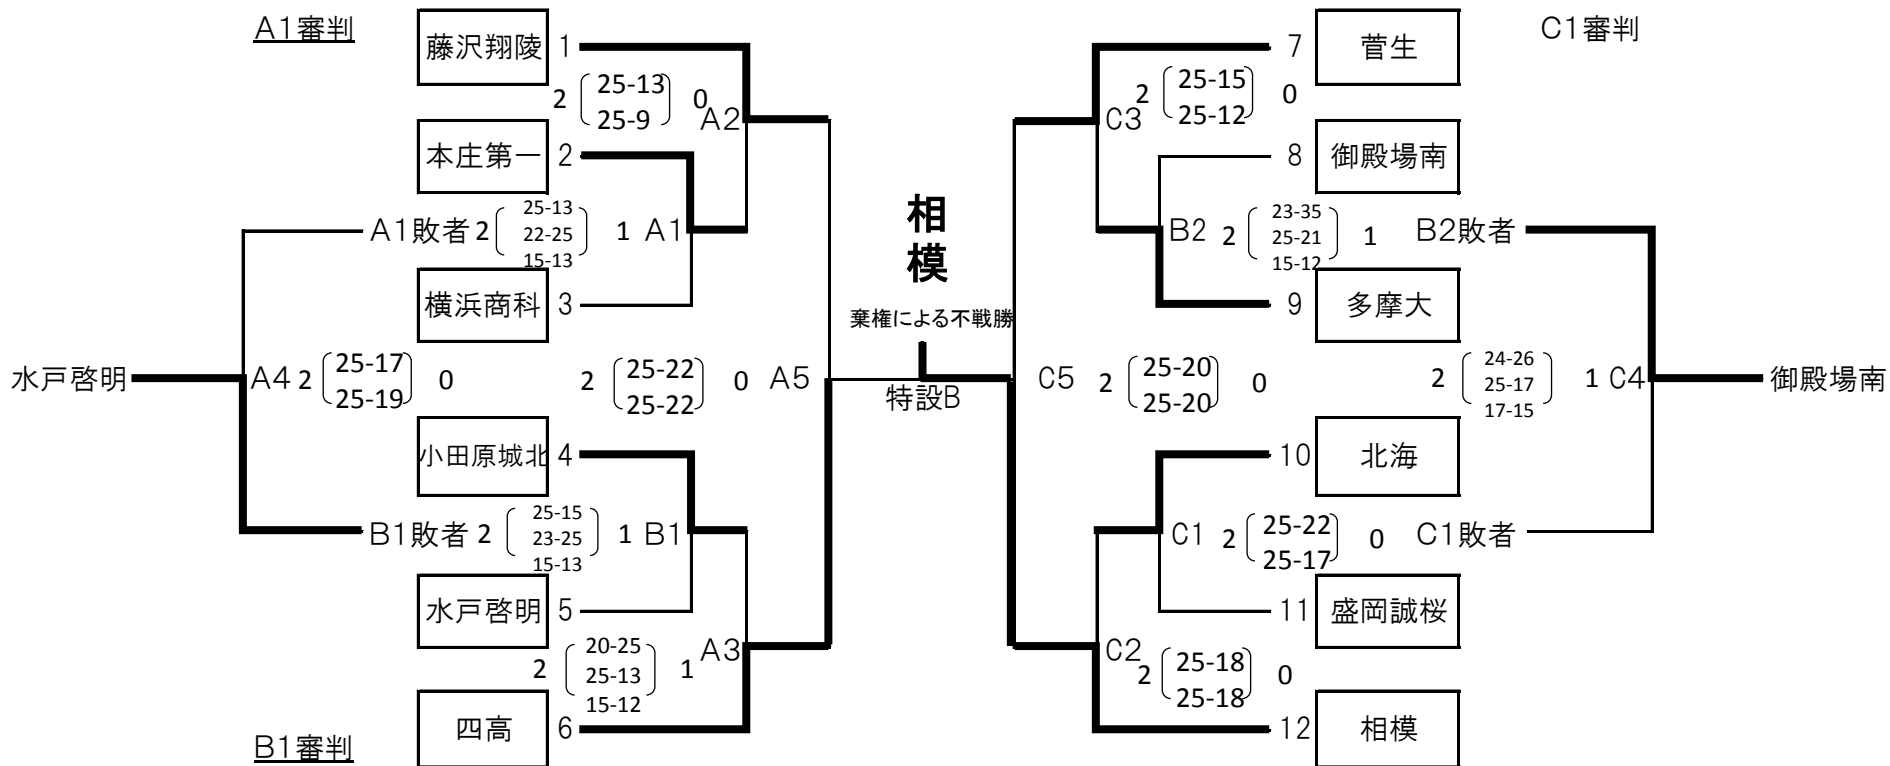 A1審判
藤沢翔陵 1
2 25-13 0
25-9
A2
本庄第一 2
A1敗者 2 25-13 1 A1
22-25
15-13
横浜商科 3
水戸啓明
A4 2 25-17 0
25-19
2 25-22 0 A5
25-22
小田原城北 4
B1敗者 2 25-15 1 B1
23-25
15-13
水戸啓明 5
2 20-25 1 A3
25-13
15-12
四高 6
B1審判
相模
棄権による不戦勝
特設B
C1審判
7 菅生
2 25-15 0
25-12
C3
8 御殿場南
B2 2 23-35 1 B2敗者
25-21
15-12
9 多摩大
C5 2 25-20 0
25-20
2 24-26 1 C4
25-17
17-15
御殿場南
10 北海
C1 2 25-22 0 C1敗者
25-17
11 盛岡誠桜
C2 2 25-18 0
25-18
12 相模